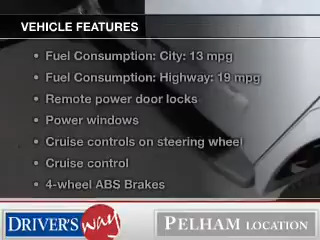 VEHICLE FEATURES
• Fuel Consumption: City: 13 mpg
• Fuel Consumption: Highway: 19 mpg
• Remote power door locks
• Power windows
• Cruise controls on steering wheel
• Cruise control
• 4-wheel ABS Brakes
DRIVER'S way
PELHAM LOCATION